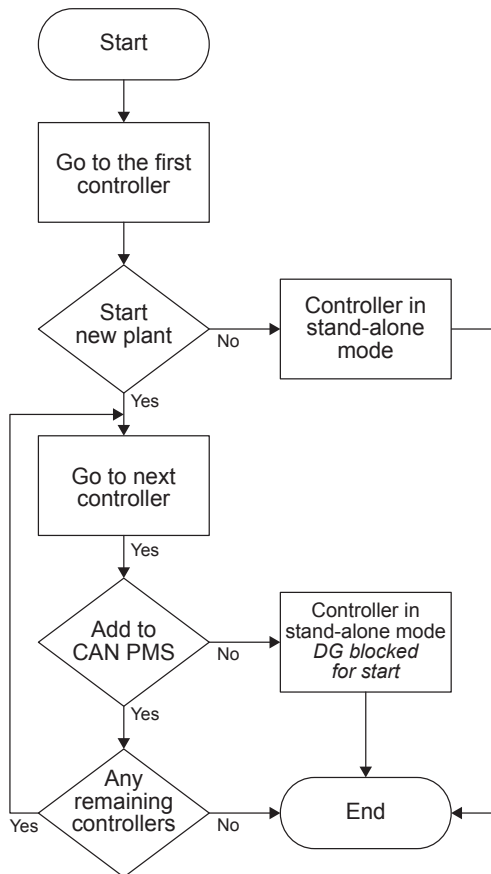 Start
Go to the first
controller
Start
new plant
No
Controller in
stand-alone
mode
Yes
Go to next
controller
Yes
Add to
CAN PMS
No
Controller in
stand-alone mode
DG blocked
for start
Yes
Any
remaining
controllers
Yes
No
End